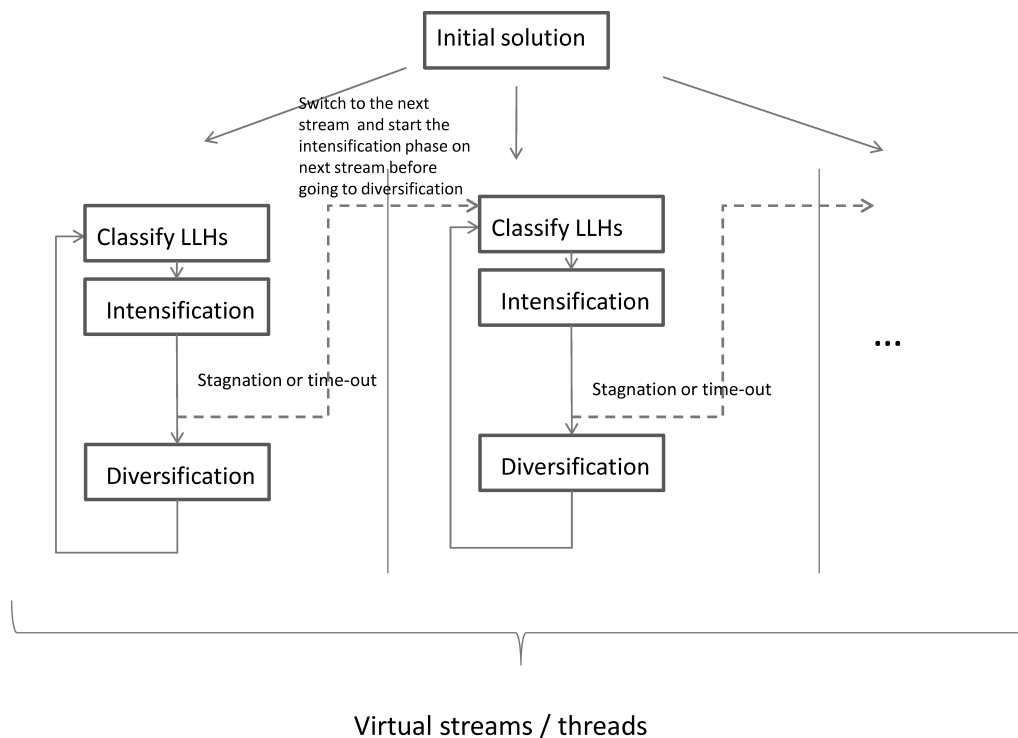 Initial solution
Switch to the next
stream and start the
intensification phase on
next stream before
going to diversification
Classify LLHs
Intensification
Stagnation or time-out
Diversification
Classify LLHs
Intensification
Stagnation or time-out
Diversification
...
Virtual streams / threads